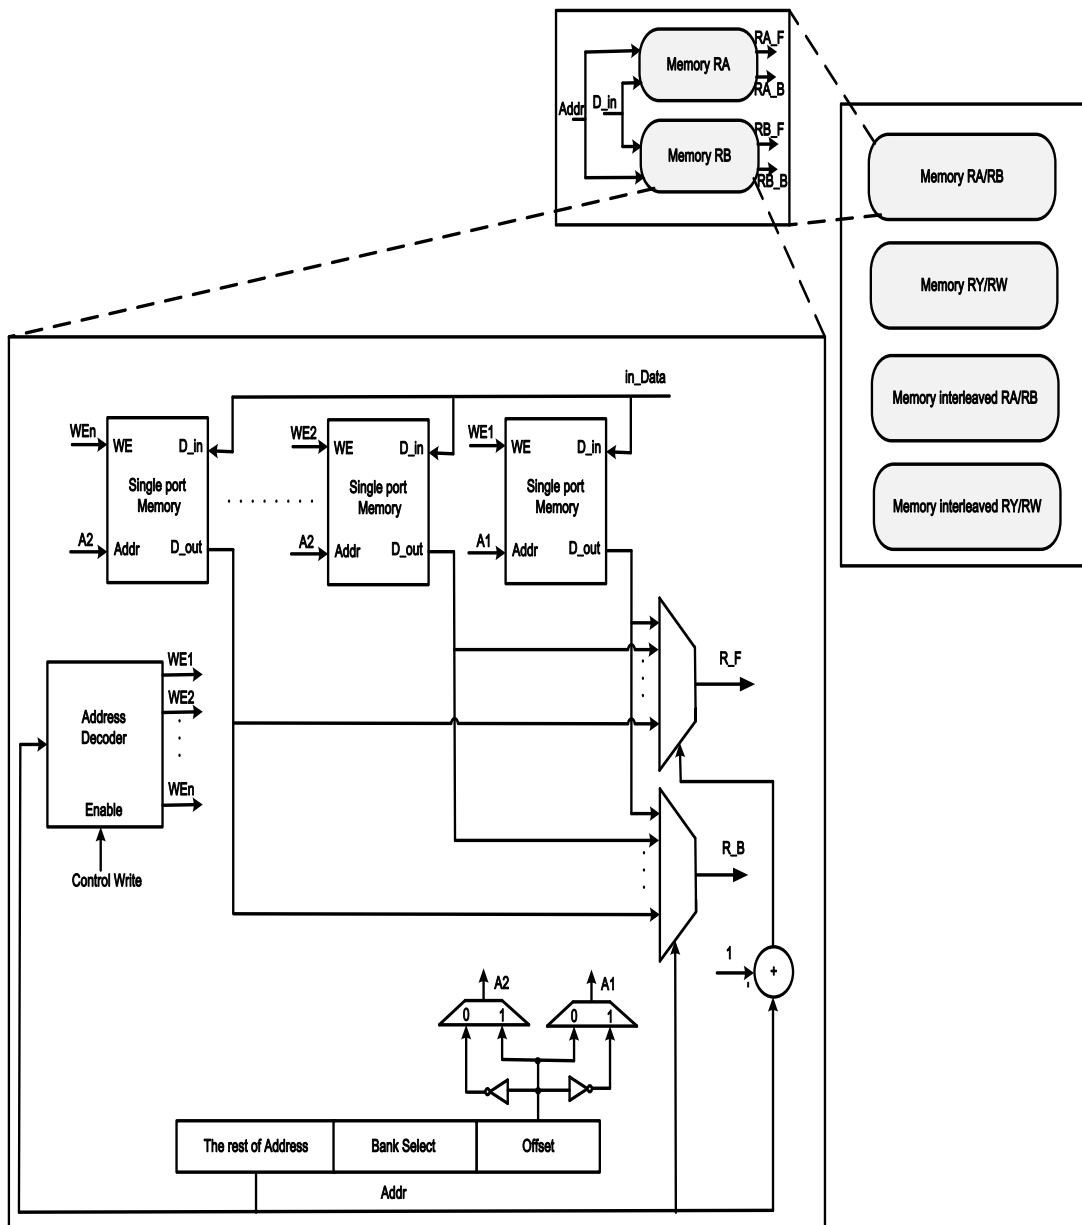 RA_F
Memory RA
RA_B
D_in
Addr
RB_F
Memory RB
RB_B
Memory RA/RB
Memory RY/RW
Memory interleaved RA/RB
Memory interleaved RY/RW
in_Data
WEn
WE
D_in
Single port
Memory
A2
Addr
D_out
. . . . . . . .
WE2
WE
D_in
Single port
Memory
A2
Addr
D_out
WE1
WE
D_in
Single port
Memory
A1
Addr
D_out
R_F
Address
Decoder
Enable
WE1
WE2
WEn
Control Write
R_B
1
+
A2
0 1
A1
0 1
The rest of Address
Bank Select
Offset
Addr